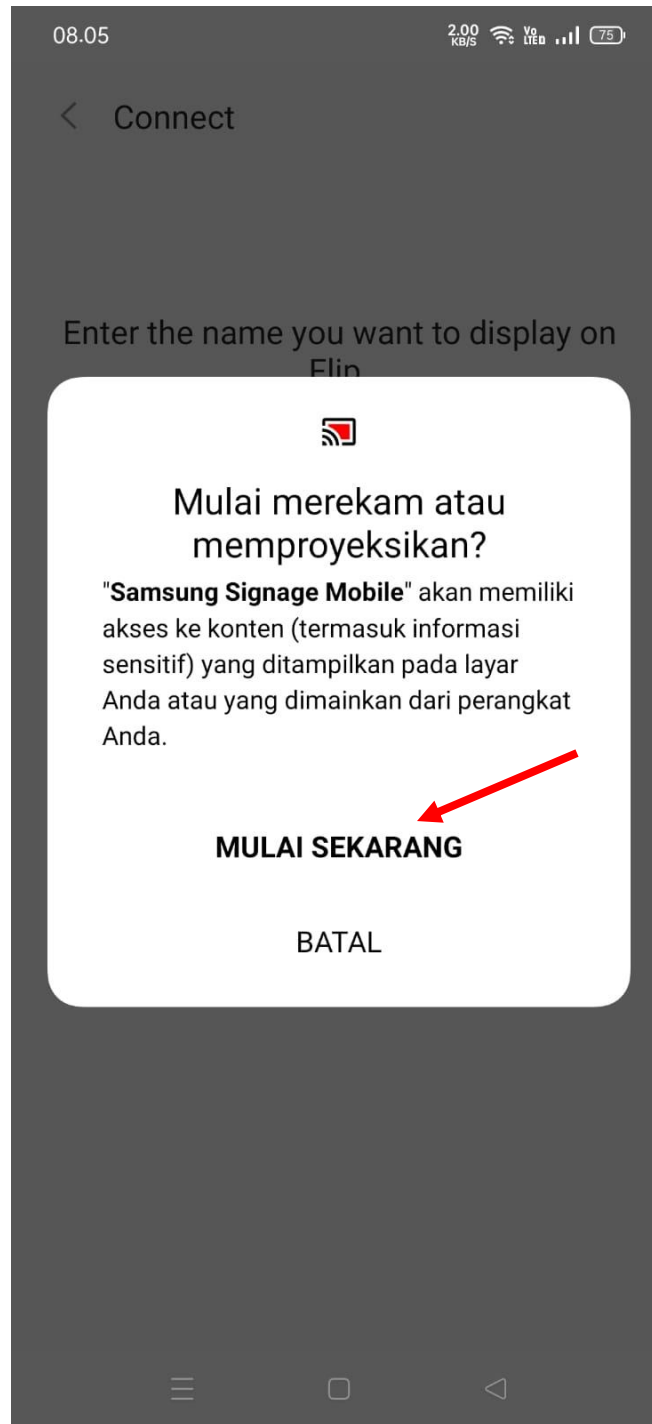 08.05
2.00
KB/S
Vo
LTE
75
Connect
Enter the name you want to display on
Flip
Mulai merekam atau
memproyeksikan?
"Samsung Signage Mobile" akan memiliki
akses ke konten (termasuk informasi
sensitif) yang ditampilkan pada layar
Anda atau yang dimainkan dari perangkat
Anda.
MULAI SEKARANG
BATAL